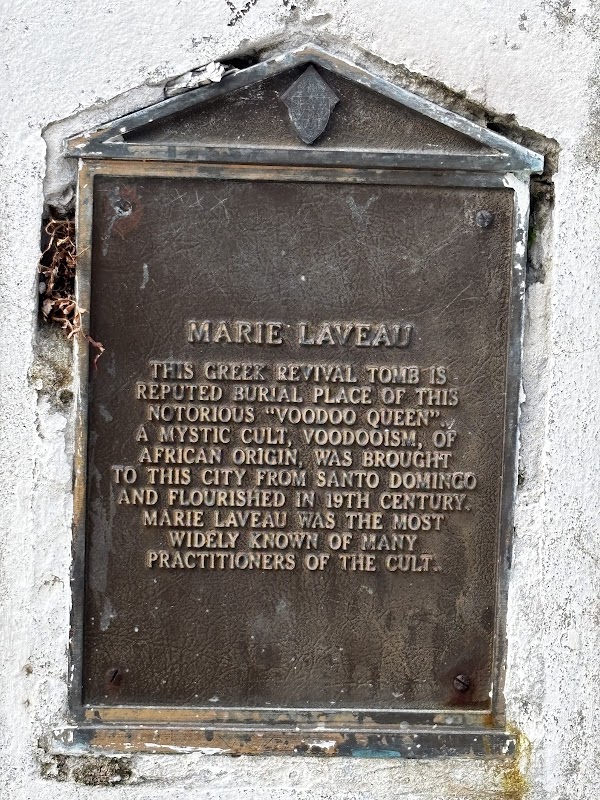 MARIE LAVEAU
THIS GREEK REVIVAL TOMB IS
REPUTED BURIAL PLACE OF THIS
NOTORIOUS "VOODOO QUEEN".
A MYSTIC CULT, VOODOOISM, OF
AFRICAN ORIGIN, WAS BROUGHT
TO THIS CITY FROM SANTO DOMINGO
AND FLOURISHED IN 19TH CENTURY.
MARIE LAVEAU WAS THE MOST
WIDELY KNOWN OF MANY
PRACTITIONERS OF THE CULT.